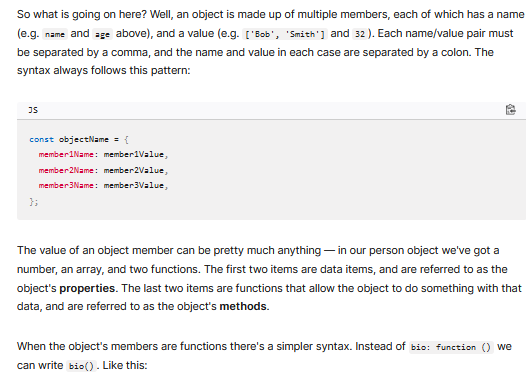 So what is going on here? Well, an object is made up of multiple members, each of which has a name
(e.g. name and age above), and a value (e.g. ['Bob', 'Smith'] and 32). Each name/value pair must
be separated by a comma, and the name and value in each case are separated by a colon. The
syntax always follows this pattern:
JS
const objectName = {
  member1Name: member1Value,
  member2Name: member2Value,
  member3Name: member3Value,
};
The value of an object member can be pretty much anything — in our person object we've got a
number, an array, and two functions. The first two items are data items, and are referred to as the
object's properties. The last two items are functions that allow the object to do something with that
data, and are referred to as the object's methods.
When the object's members are functions there's a simpler syntax. Instead of bio: function () we
can write bio(). Like this: